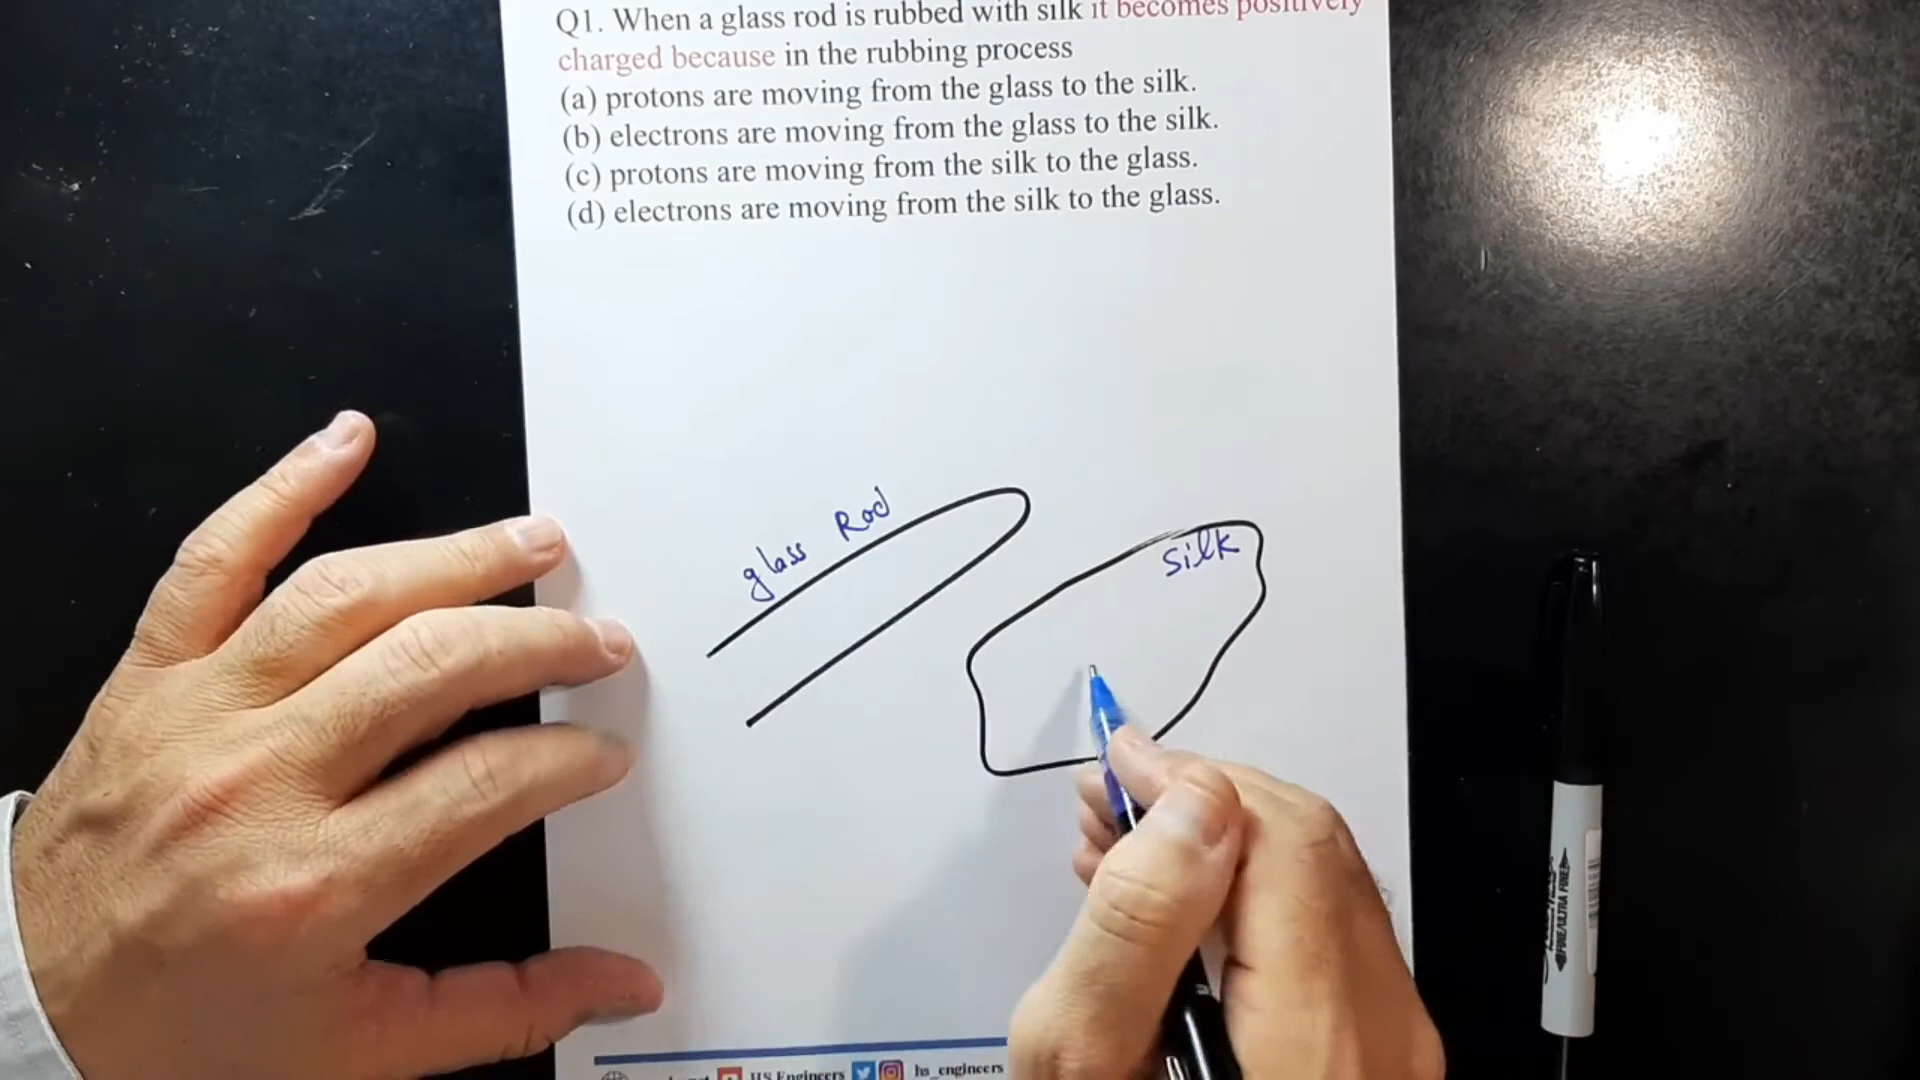 Q1. When a glass rod is rubbed with silk it becomes positively
charged because in the rubbing process
(a) protons are moving from the glass to the silk.
(b) electrons are moving from the glass to the silk.
(c) protons are moving from the silk to the glass.
(d) electrons are moving from the silk to the glass.
glass Rod
silk
HS Engineers hs_engineers
FINE/ULTRA FINE